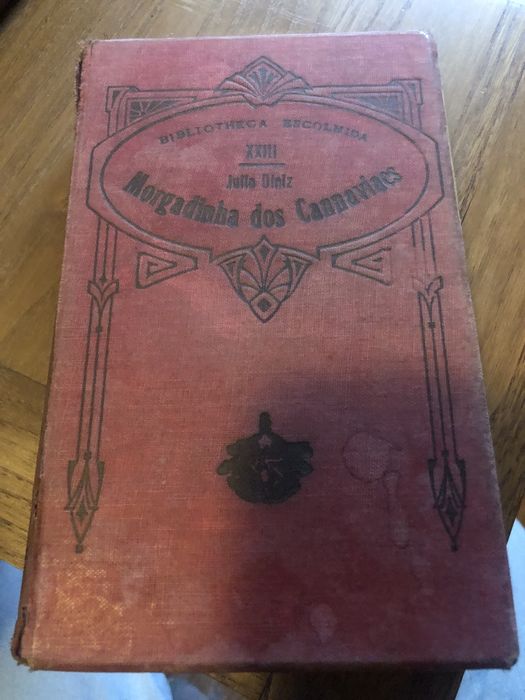 BIBLIOTHECA ESCOLHIDA
XXIII
Julio Diniz
Morgadinha dos Cannaviaes